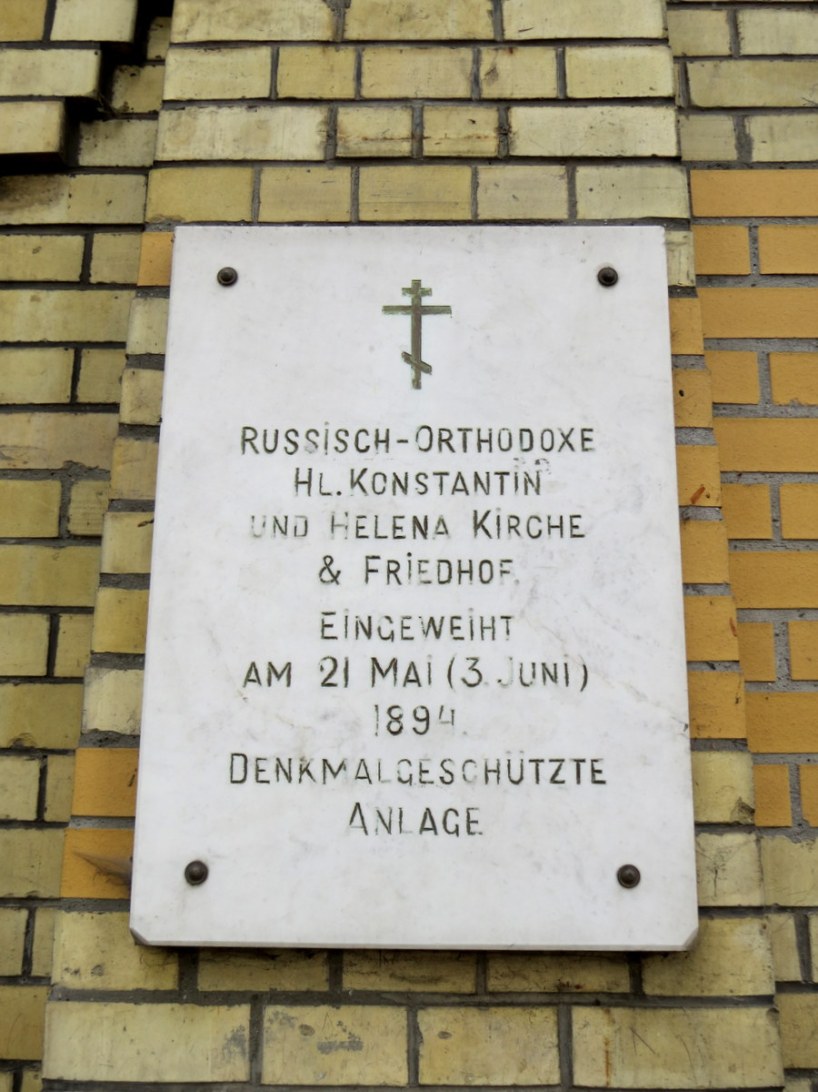 RUSSISCH-ORTHODOXE
HL.KONSTANTIN
UND HELENA KIRCHE
& FRIEDHOF.
EINGEWEIHT
AM 21 MAI (3.JUNI)
1894.
DENKMALGESCHÜTZTE
ANLAGE